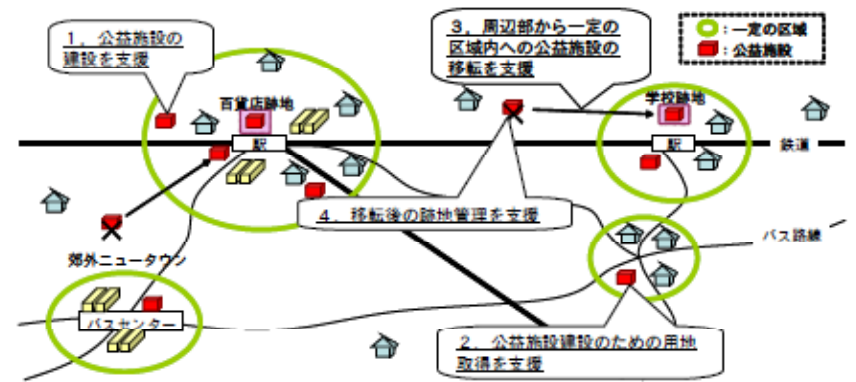 1．公益施設の
建設を支援
3．周辺部から一定の
区域内への公益施設の
移転を支援
：一定の区域
：公益施設
百貨店跡地
学校跡地
駅
駅
鉄道
4．移転後の跡地管理を支援
バス路線
郊外ニュータウン
バスセンター
2．公益施設建設のための用地
取得を支援